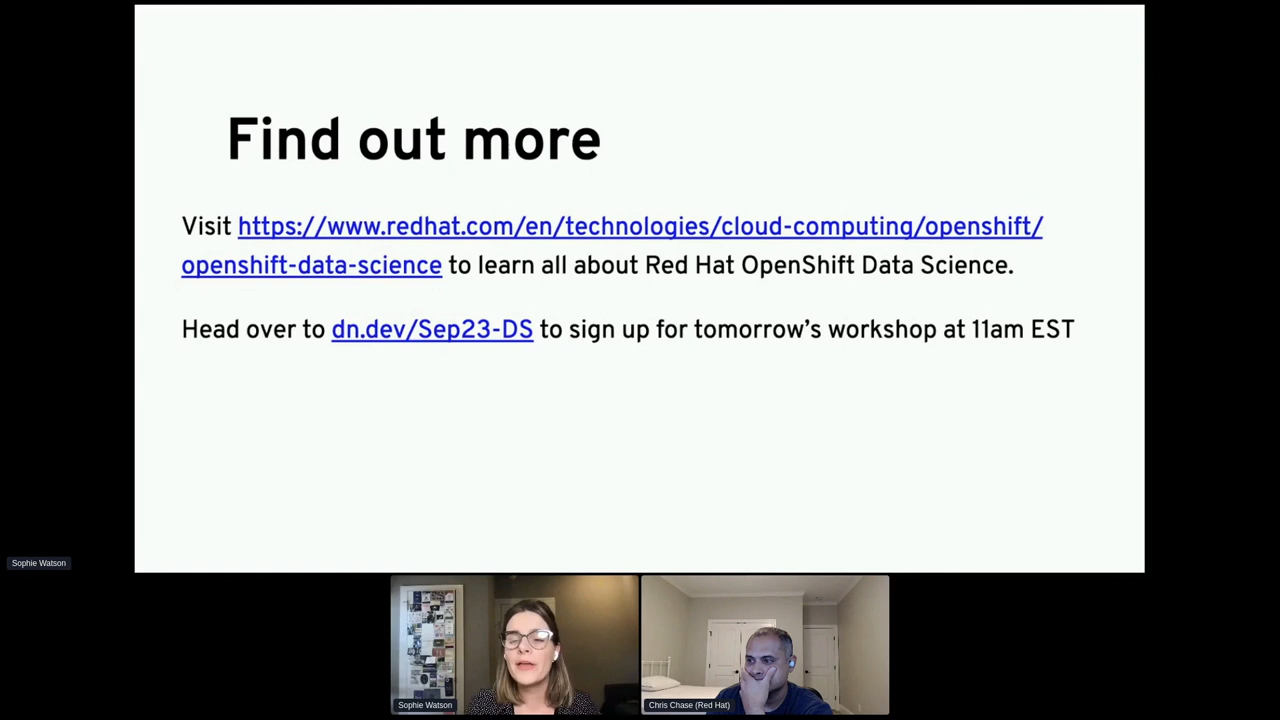 Find out more
Visit https://www.redhat.com/en/technologies/cloud-computing/openshift/
openshift-data-science to learn all about Red Hat OpenShift Data Science.
Head over to dn.dev/Sep23-DS to sign up for tomorrow's workshop at 11am EST
Sophie Watson
Sophie Watson
Chris Chase (Red Hat)